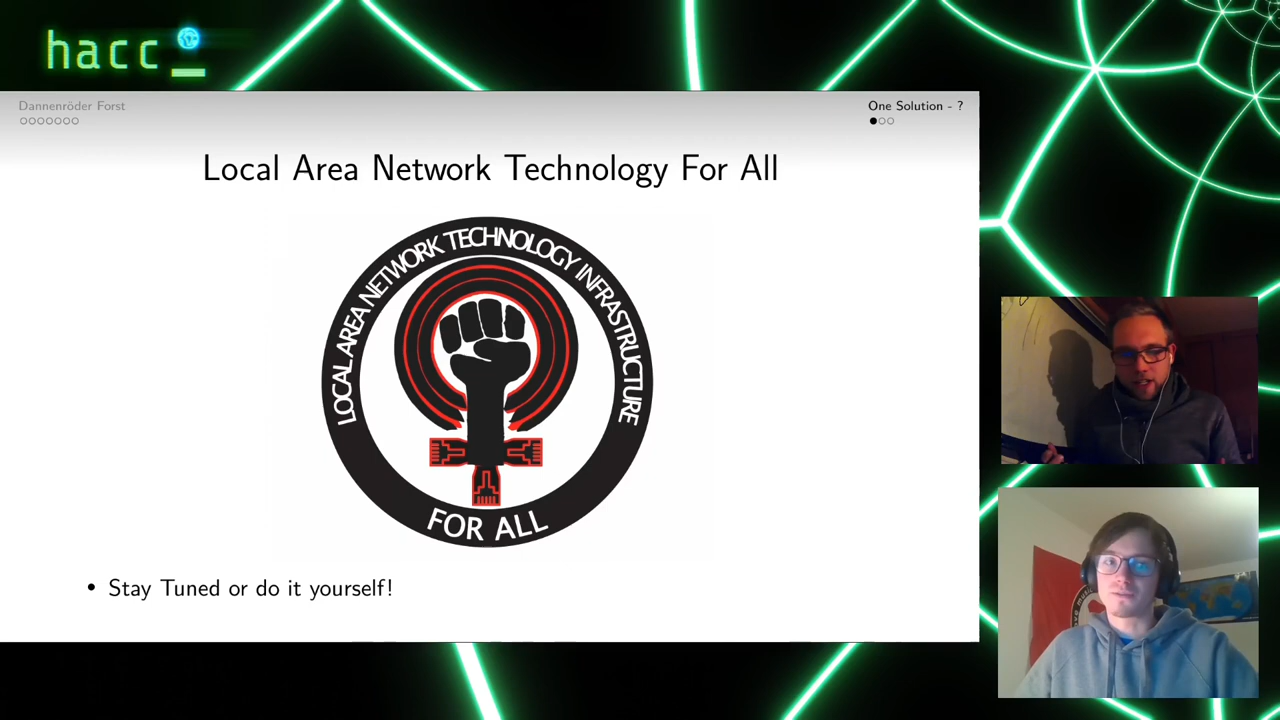 hacc_
Dannenröder Forst
One Solution - ?
Local Area Network Technology For All
LOCAL AREA NETWORK TECHNOLOGY INFRASTRUCTURE
FOR ALL
• Stay Tuned or do it yourself!